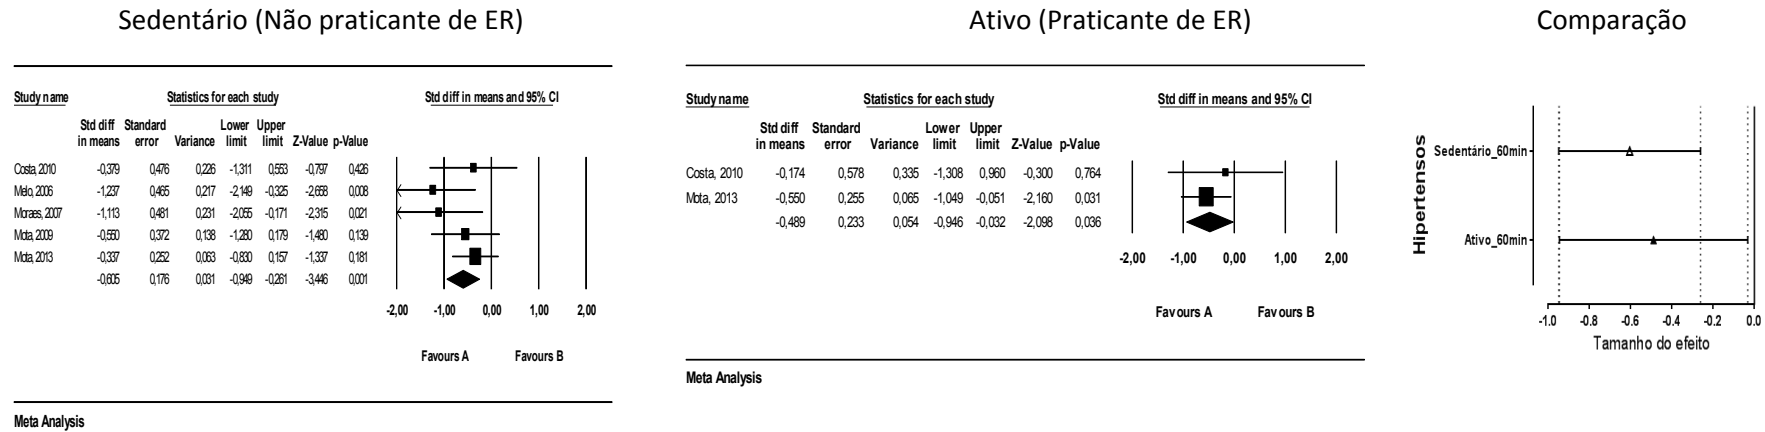 Sedentário (Não praticante de ER)
Study name Statistics for each study Std diff in means and 95% CI
Std diff Standard Lower Upper
in means error Variance limit limit Z-Value p-Value
Costa, 2010 -0,379 0,476 0,226 -1,311 0,553 -0,797 0,426
Melo, 2006 -1,237 0,465 0,217 -2,149 -0,325 -2,658 0,008
Moraes, 2007 -1,113 0,481 0,231 -2,055 -0,171 -2,315 0,021
Mota, 2009 -0,550 0,372 0,138 -1,280 0,179 -1,480 0,139
Mota, 2013 -0,337 0,252 0,063 -0,830 0,157 -1,337 0,181
-0,605 0,176 0,031 -0,949 -0,261 -3,446 0,001
-2,00 -1,00 0,00 1,00 2,00
Favours A Favours B
Meta Analysis
Ativo (Praticante de ER)
Study name Statistics for each study Std diff in means and 95% CI
Std diff Standard Lower Upper
in means error Variance limit limit Z-Value p-Value
Costa, 2010 -0,174 0,578 0,335 -1,308 0,960 -0,300 0,764
Mota, 2013 -0,550 0,255 0,065 -1,049 -0,051 -2,160 0,031
-0,489 0,233 0,054 -0,946 -0,032 -2,098 0,036
-2,00 -1,00 0,00 1,00 2,00
Favours A Favours B
Meta Analysis
Comparação
Hipertensos
Sedentário_60min
Ativo_60min
-1.0 -0.8 -0.6 -0.4 -0.2 0.0
Tamanho do efeito